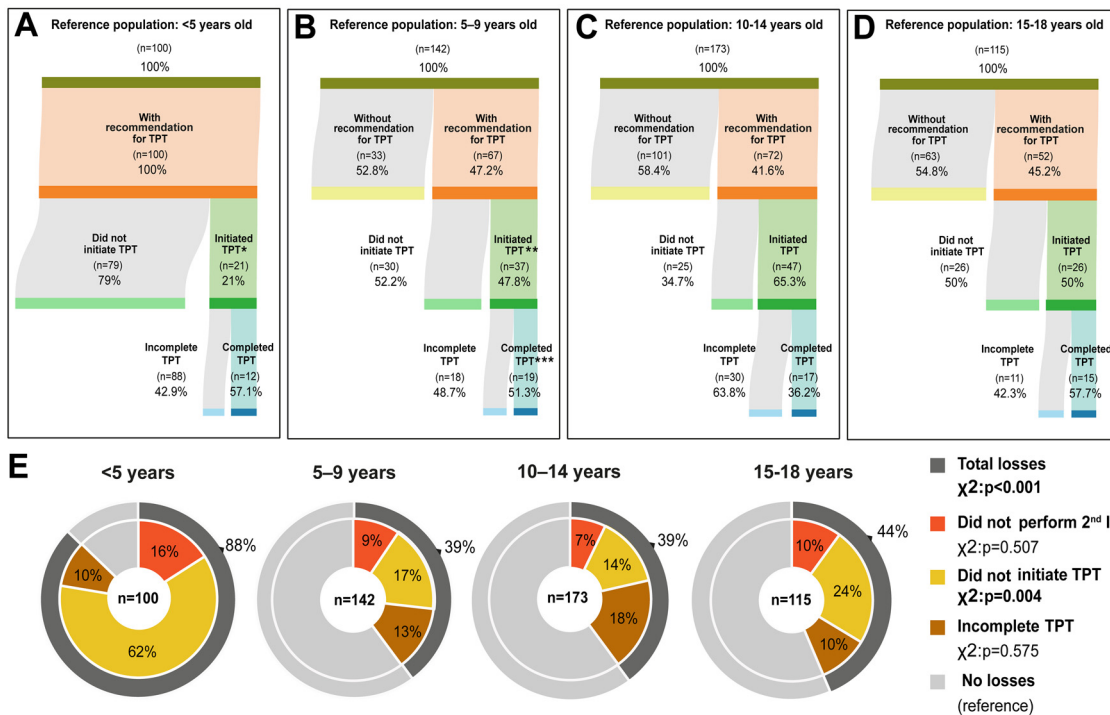 A
Reference population: <5 years old
(n=100)
100%
With
recommendation
for TPT
(n=100)
100%
Did not
initiate TPT
(n=79)
79%
Initiated
TPT*
(n=21)
21%
Incomplete
TPT
(n=88)
42.9%
Completed
TPT
(n=12)
57.1%
B
Reference population: 5–9 years old
(n=142)
100%
Without
recommendation
for TPT
(n=33)
52.8%
With
recommendation
for TPT
(n=67)
47.2%
Did not
initiate TPT
(n=30)
52.2%
Initiated
TPT**
(n=37)
47.8%
Incomplete
TPT
(n=18)
48.7%
Completed
TPT***
(n=19)
51.3%
C
Reference population: 10-14 years old
(n=173)
100%
Without
recommendation
for TPT
(n=101)
58.4%
With
recommendation
for TPT
(n=72)
41.6%
Did not
initiate TPT
(n=25)
34.7%
Initiated
TPT
(n=47)
65.3%
Incomplete
TPT
(n=30)
63.8%
Completed
TPT
(n=17)
36.2%
D
Reference population: 15-18 years old
(n=115)
100%
Without
recommendation
for TPT
(n=63)
54.8%
With
recommendation
for TPT
(n=52)
45.2%
Did not
initiate TPT
(n=26)
50%
Initiated
TPT
(n=26)
50%
Incomplete
TPT
(n=11)
42.3%
Completed
TPT
(n=15)
57.7%
E
<5 years
16%
88%
10%
n=100
62%
5–9 years
9%
39%
17%
n=142
13%
10–14 years
7%
39%
14%
n=173
18%
15-18 years
10%
44%
24%
n=115
10%
Total losses
χ2:p<0.001
Did not perform 2nd I
χ2:p=0.507
Did not initiate TPT
χ2:p=0.004
Incomplete TPT
χ2:p=0.575
No losses
(reference)